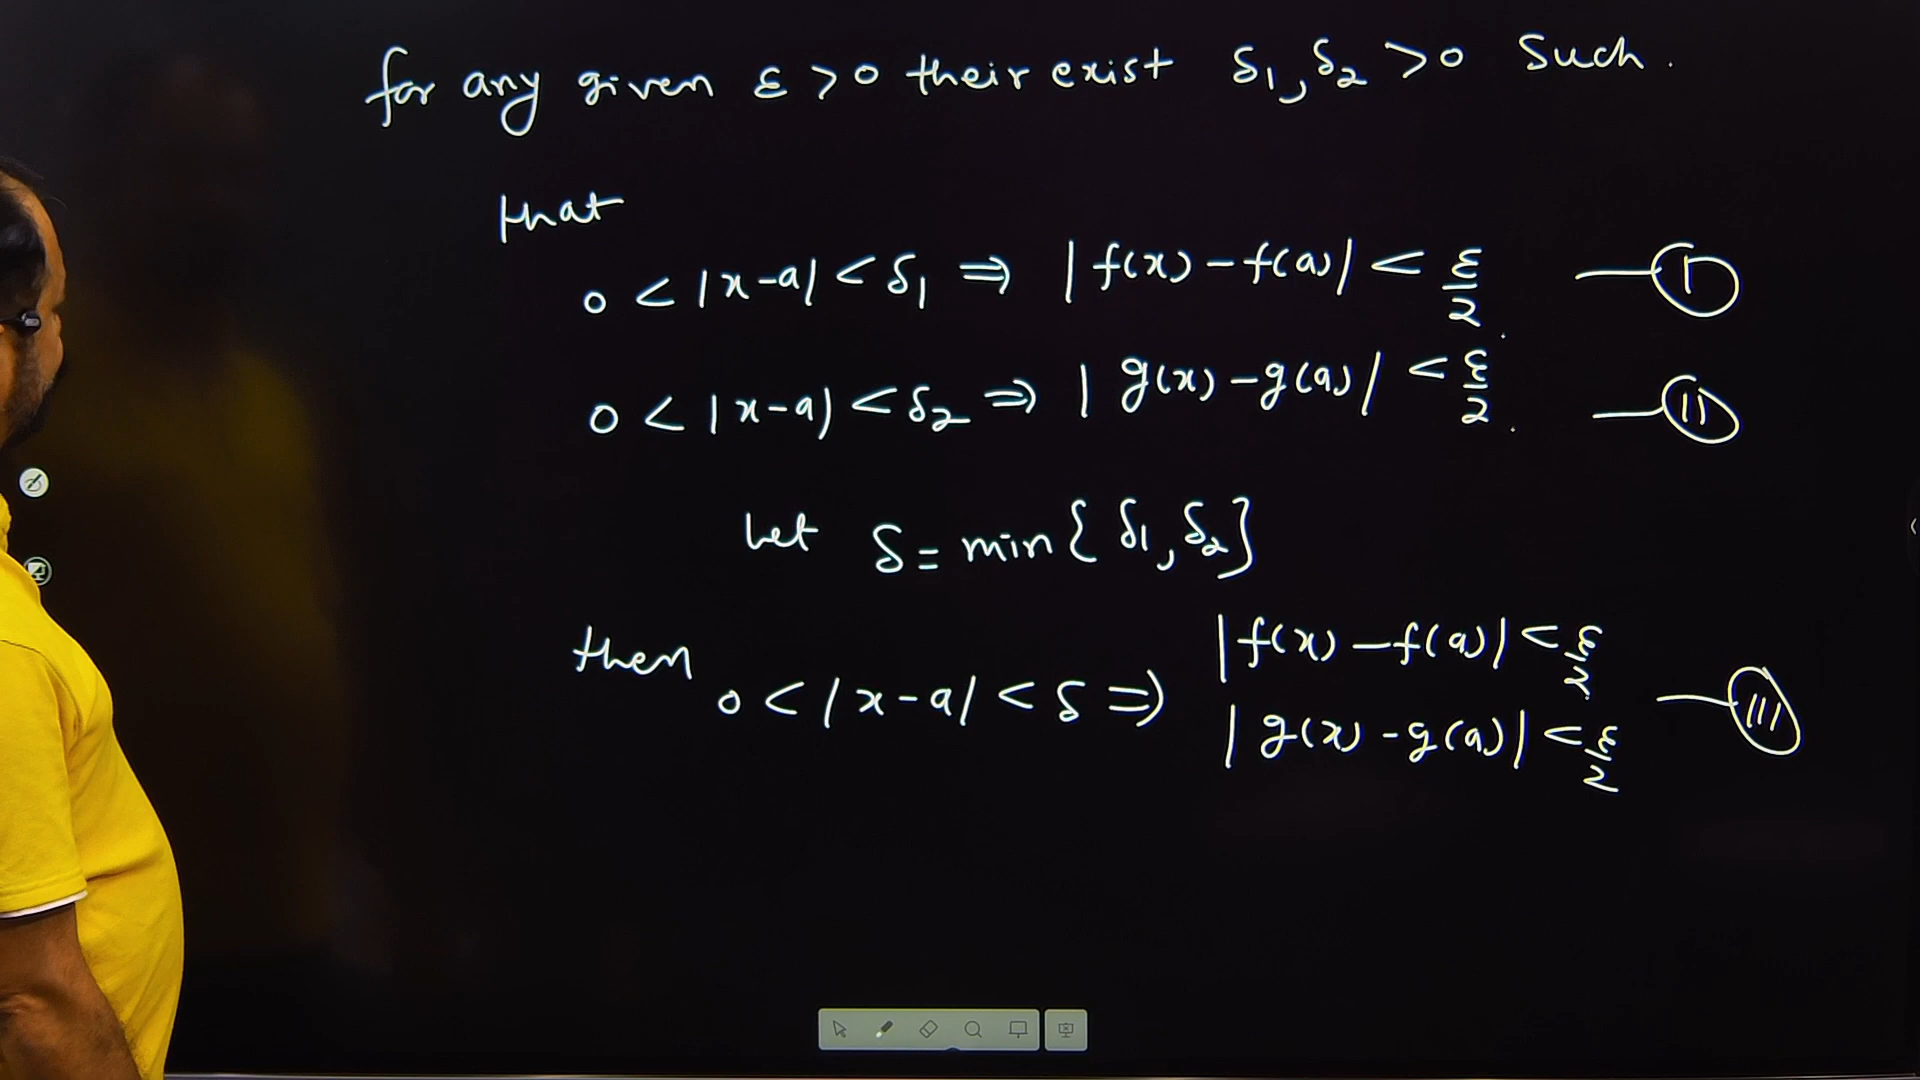 for any given ε > 0 their exist δ1, δ2 > 0 Such.
that
0 < |x-a| < δ1 ⇒ |f(x) - f(a)| < ε/2 — I
0 < |x-a| < δ2 ⇒ |g(x) - g(a)| < ε/2. — II
Let δ = min{δ1, δ2}
then 0 < |x-a| < δ ⇒ |f(x) - f(a)| < ε/2
|g(x) - g(a)| < ε/2 — III